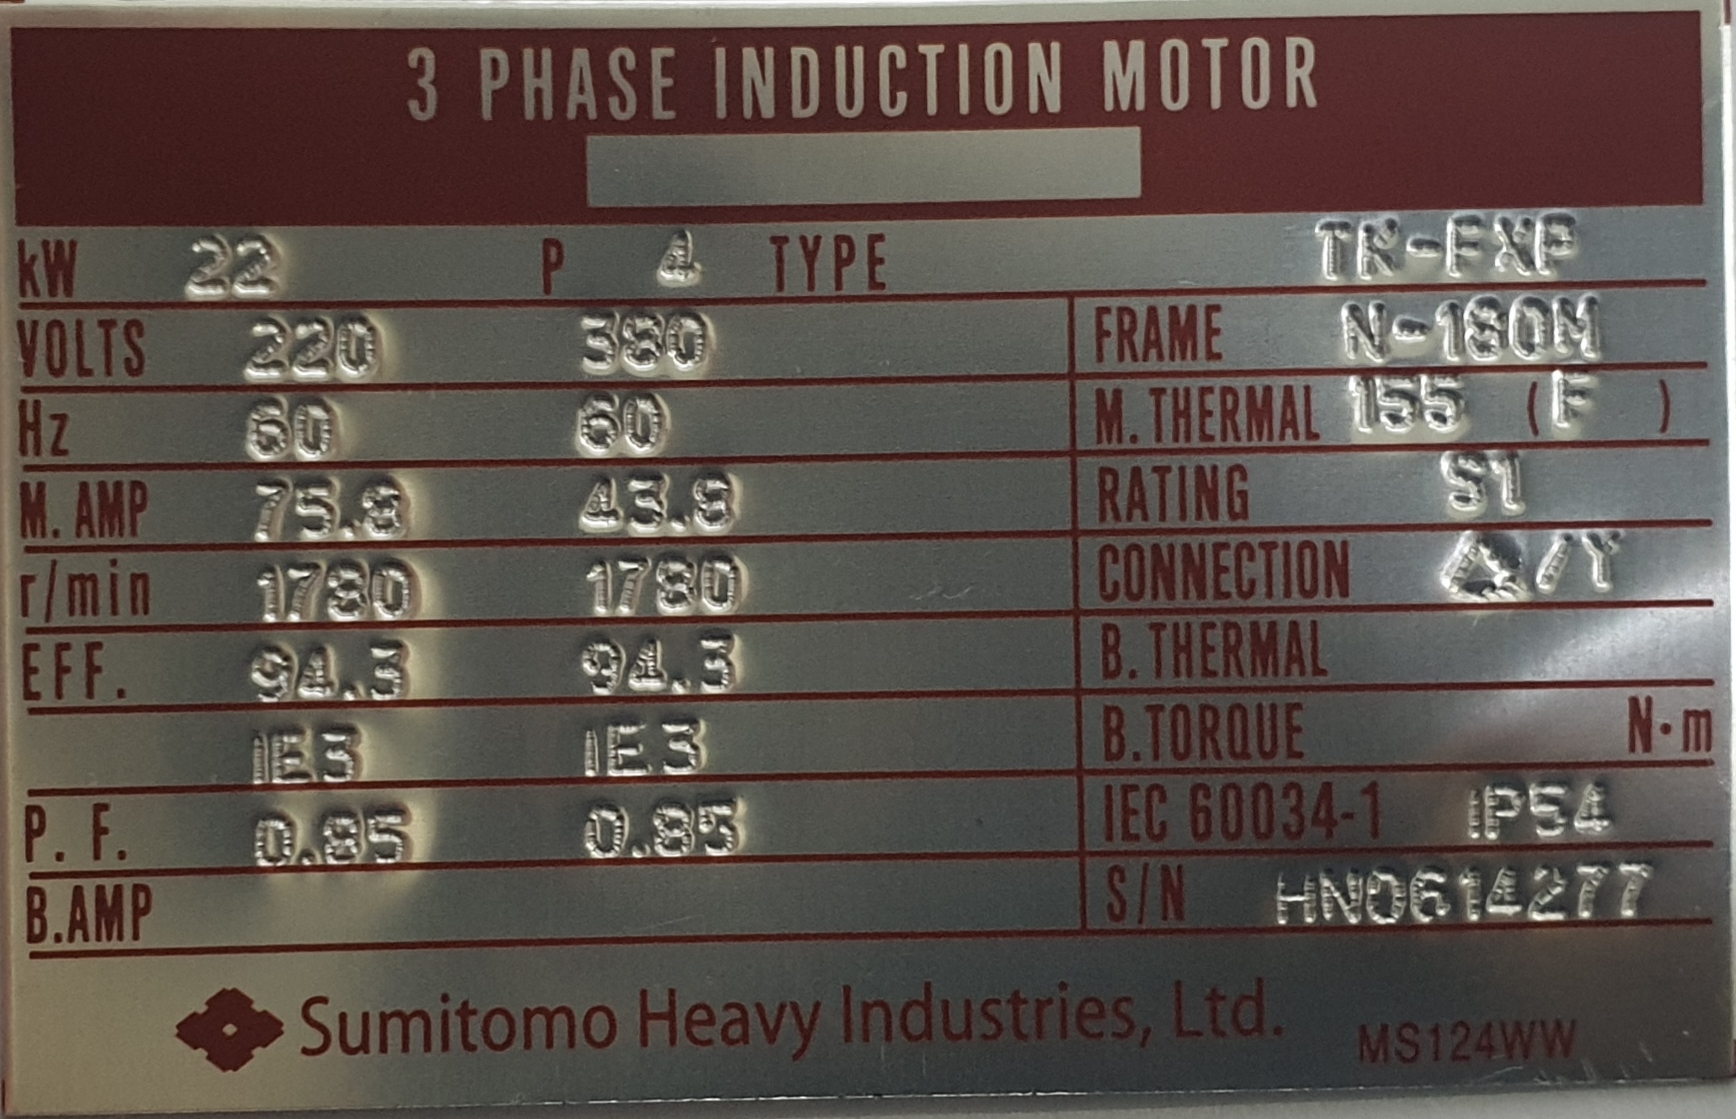 3 PHASE INDUCTION MOTOR
kW 22 P 4 TYPE TK-FXP
VOLTS 220 380 FRAME N-180M
Hz 60 60 M. THERMAL 155 (F )
M. AMP 75.8 43.8 RATING S1
r/min 1780 1780 CONNECTION Δ/Y
EFF. 94.3 94.3 B. THERMAL
IE3 IE3 B.TORQUE N·m
P. F. 0.85 0.85 IEC 60034-1 IP54
B.AMP S/N HN0614277
Sumitomo Heavy Industries, Ltd. MS124WW